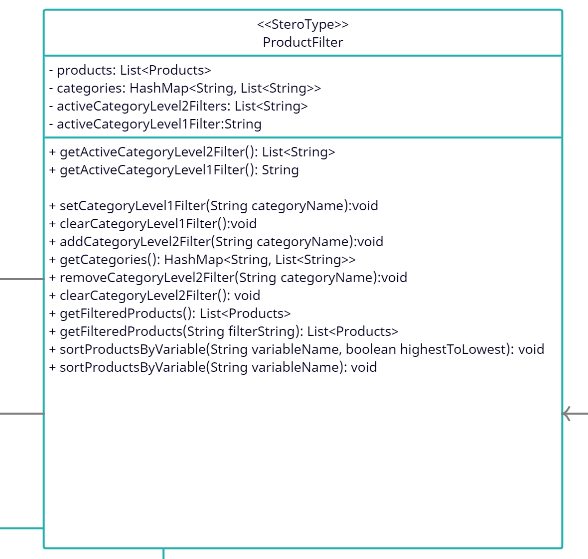 <<SteroType>>
ProductFilter
- products: List<Products>
- categories: HashMap<String, List<String>>
- activeCategoryLevel2Filters: List<String>
- activeCategoryLevel1Filter:String
+ getActiveCategoryLevel2Filter(): List<String>
+ getActiveCategoryLevel1Filter(): String
+ setCategoryLevel1Filter(String categoryName):void
+ clearCategoryLevel1Filter():void
+ addCategoryLevel2Filter(String categoryName):void
+ getCategories(): HashMap<String, List<String>>
+ removeCategoryLevel2Filter(String categoryName):void
+ clearCategoryLevel2Filter(): void
+ getFilteredProducts(): List<Products>
+ getFilteredProducts(String filterString): List<Products>
+ sortProductsByVariable(String variableName, boolean highestToLowest): void
+ sortProductsByVariable(String variableName): void